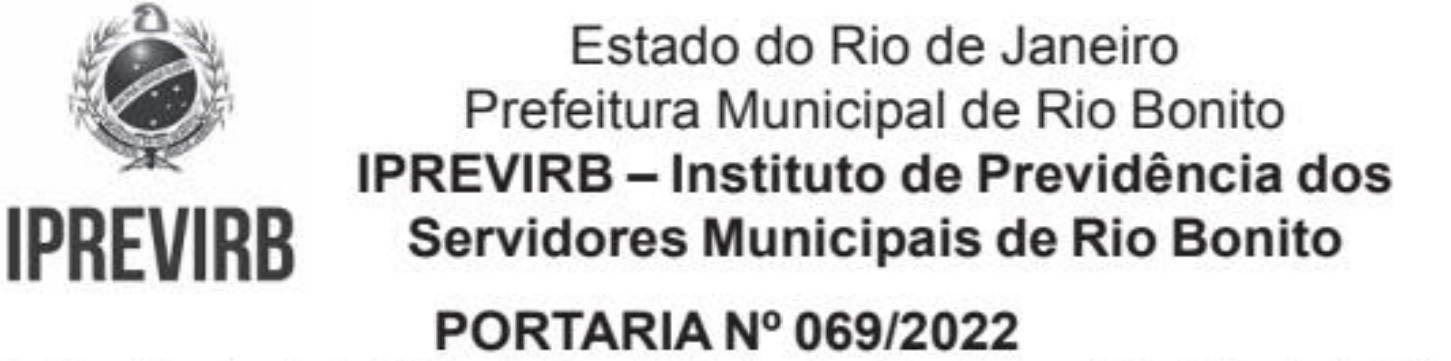 Estado do Rio de Janeiro
Prefeitura Municipal de Rio Bonito
IPREVIRB – Instituto de Previdência dos
Servidores Municipais de Rio Bonito
IPREVIRB
PORTARIA Nº 069/2022